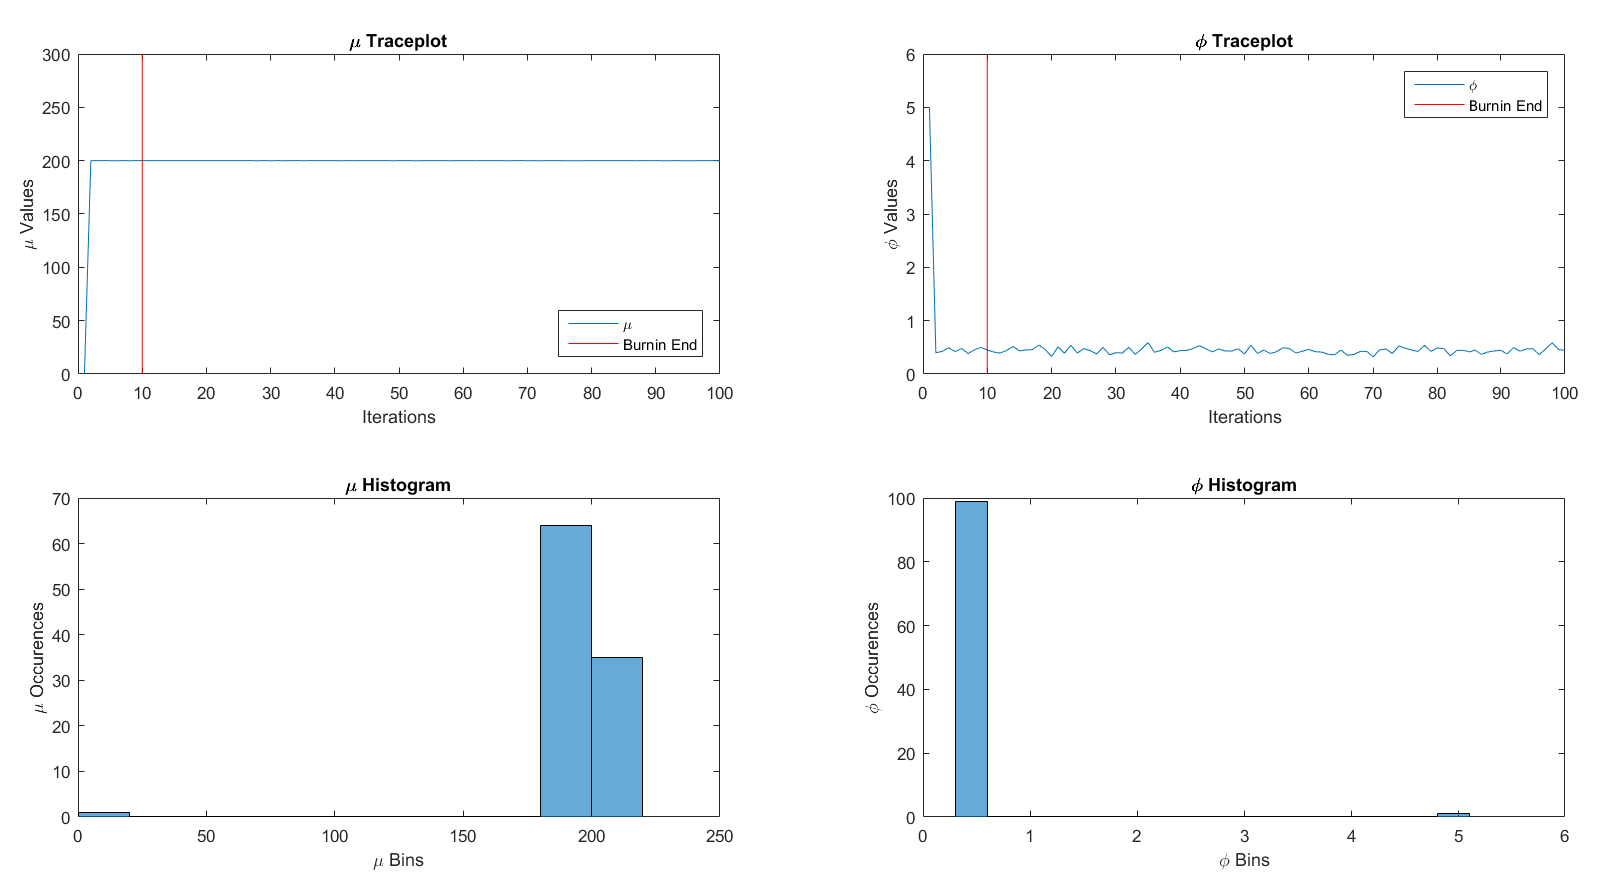 μ Traceplot
300
250
200
150
100
50
0
μ Values
0 10 20 30 40 50 60 70 80 90 100
Iterations
μ
Burnin End
ϕ Traceplot
6
5
4
3
2
1
0
ϕ Values
0 10 20 30 40 50 60 70 80 90 100
Iterations
ϕ
Burnin End
μ Histogram
70
60
50
40
30
20
10
0
μ Occurences
0 50 100 150 200 250
μ Bins
ϕ Histogram
100
80
60
40
20
0
ϕ Occurences
0 1 2 3 4 5 6
ϕ Bins